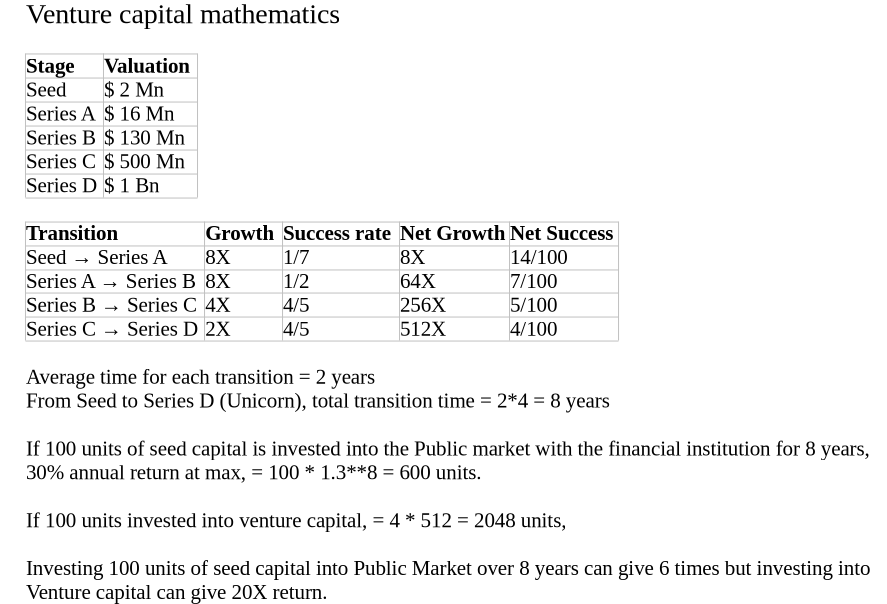 Venture capital mathematics
Stage Valuation
Seed $ 2 Mn
Series A $ 16 Mn
Series B $ 130 Mn
Series C $ 500 Mn
Series D $ 1 Bn
Transition Growth Success rate Net Growth Net Success
Seed → Series A 8X 1/7 8X 14/100
Series A → Series B 8X 1/2 64X 7/100
Series B → Series C 4X 4/5 256X 5/100
Series C → Series D 2X 4/5 512X 4/100
Average time for each transition = 2 years
From Seed to Series D (Unicorn), total transition time = 2*4 = 8 years
If 100 units of seed capital is invested into the Public market with the financial institution for 8 years,
30% annual return at max, = 100 * 1.3**8 = 600 units.
If 100 units invested into venture capital, = 4 * 512 = 2048 units,
Investing 100 units of seed capital into Public Market over 8 years can give 6 times but investing into
Venture capital can give 20X return.